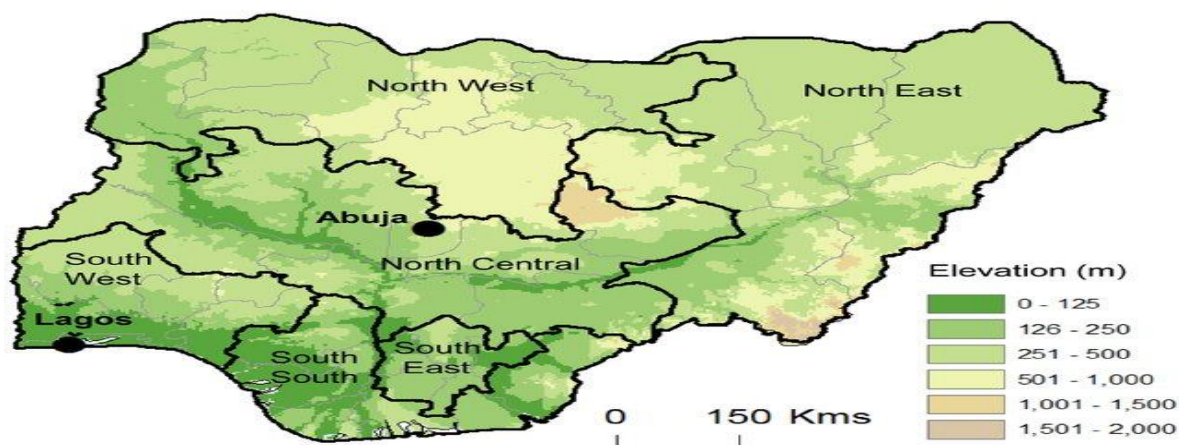 North West
North East
Abuja
South
West
North Central
Lagos
South
South
South
East
Elevation (m)
0 - 125
126 - 250
251 - 500
501 - 1,000
1,001 - 1,500
1,501 - 2,000
0 150 Kms